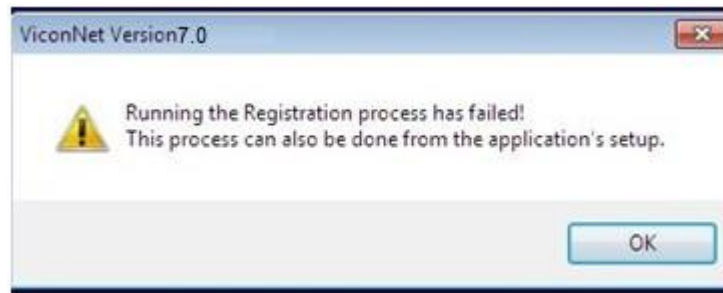 ViconNet Version7.0
Running the Registration process has failed!
This process can also be done from the application's setup.
OK